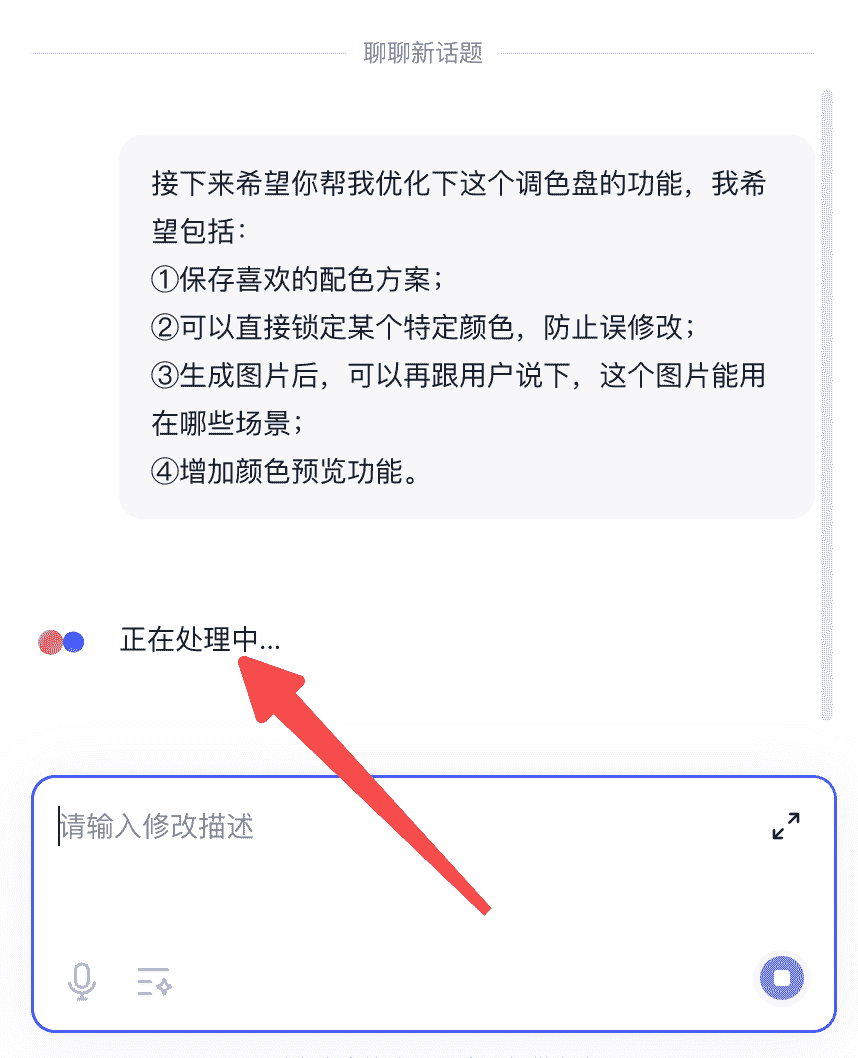 聊聊新话题
接下来希望你帮我优化下这个调色盘的功能，我希
望包括：
①保存喜欢的配色方案；
②可以直接锁定某个特定颜色，防止误修改；
③生成图片后，可以再跟用户说下，这个图片能用
在哪些场景；
④增加颜色预览功能。
正在处理中...
请输入修改描述